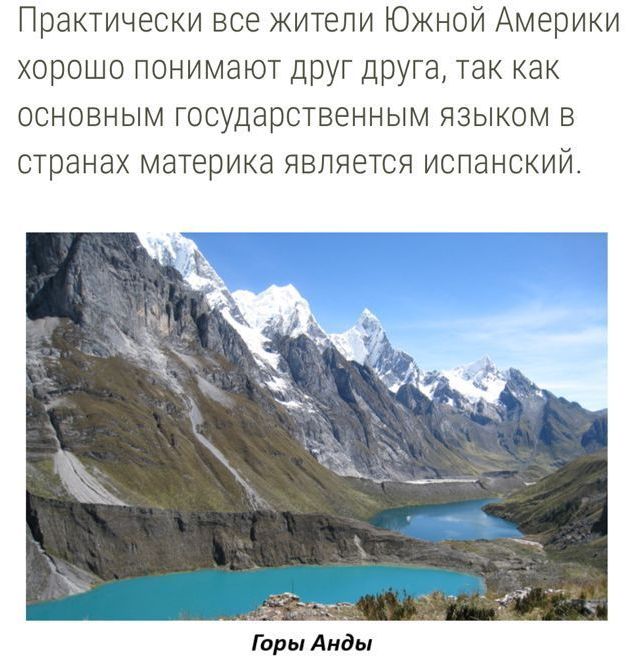 Практически все жители Южной Америки
хорошо понимают друг друга, так как
основным государственным языком в
странах материка является испанский.
Горы Анды